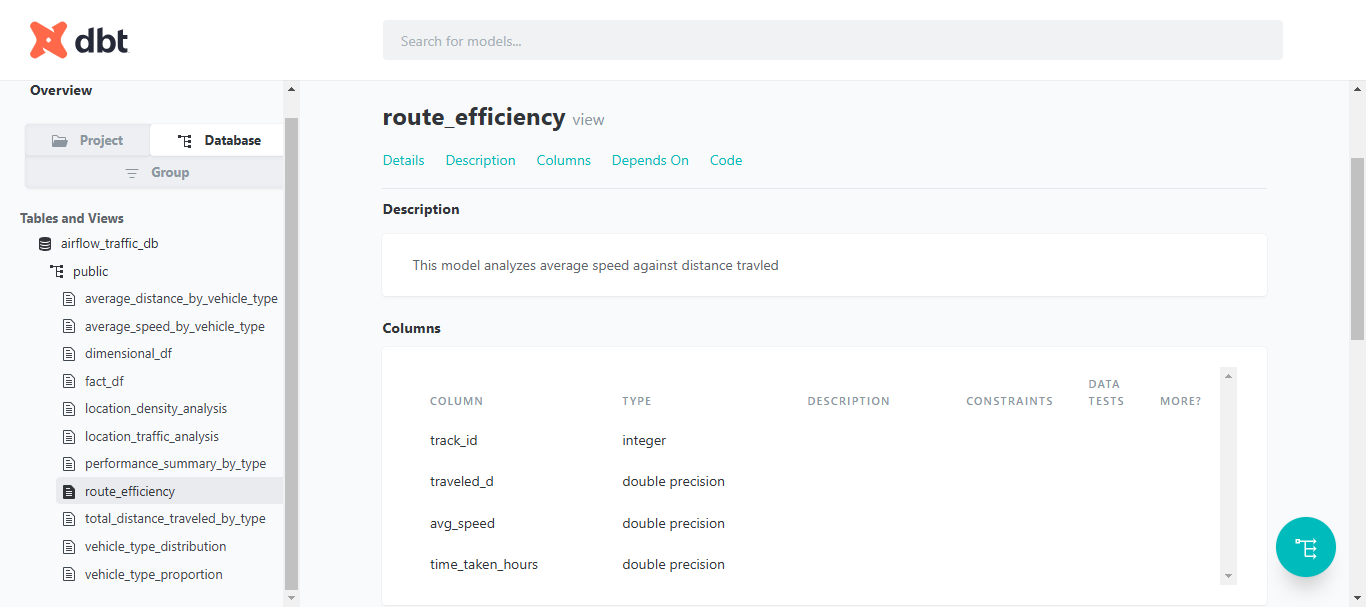 dbt
Search for models...
Overview
Project
Database
Group
Tables and Views
airflow_traffic_db
public
average_distance_by_vehicle_type
average_speed_by_vehicle_type
dimensional_df
fact_df
location_density_analysis
location_traffic_analysis
performance_summary_by_type
route_efficiency
total_distance_traveled_by_type
vehicle_type_distribution
vehicle_type_proportion
route_efficiency view
Details Description Columns Depends On Code
Description
This model analyzes average speed against distance travled
Columns
COLUMN TYPE DESCRIPTION CONSTRAINTS DATA TESTS MORE?
track_id integer
traveled_d double precision
avg_speed double precision
time_taken_hours double precision